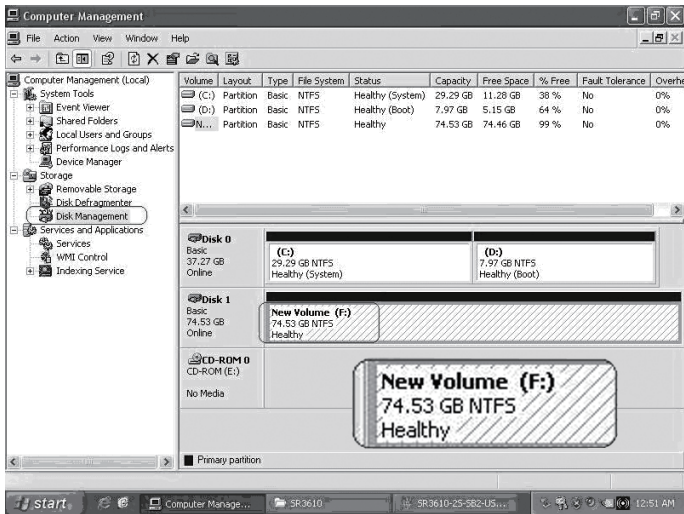 Computer Management
File Action View Window Help
Computer Management (Local)
System Tools
Event Viewer
Shared Folders
Local Users and Groups
Performance Logs and Alerts
Device Manager
Storage
Removable Storage
Disk Defragmenter
Disk Management
Services and Applications
Services
WMI Control
Indexing Service
Volume Layout Type File System Status Capacity Free Space % Free Fault Tolerance Overhe
(C:) Partition Basic NTFS Healthy (System) 29.29 GB 11.28 GB 38 % No 0%
(D:) Partition Basic NTFS Healthy (Boot) 7.97 GB 5.15 GB 64 % No 0%
N... Partition Basic NTFS Healthy 74.53 GB 74.46 GB 99 % No 0%
Disk 0
Basic
37.27 GB
Online
(C:)
29.29 GB NTFS
Healthy (System)
(D:)
7.97 GB NTFS
Healthy (Boot)
Disk 1
Basic
74.53 GB
Online
New Volume (F:)
74.53 GB NTFS
Healthy
CD-ROM 0
CD-ROM (E:)
No Media
New Volume (F:)
74.53 GB NTFS
Healthy
Primary partition
start
Computer Manage...
SR3610
SR3610-2S-SB2-US...
12:51 AM